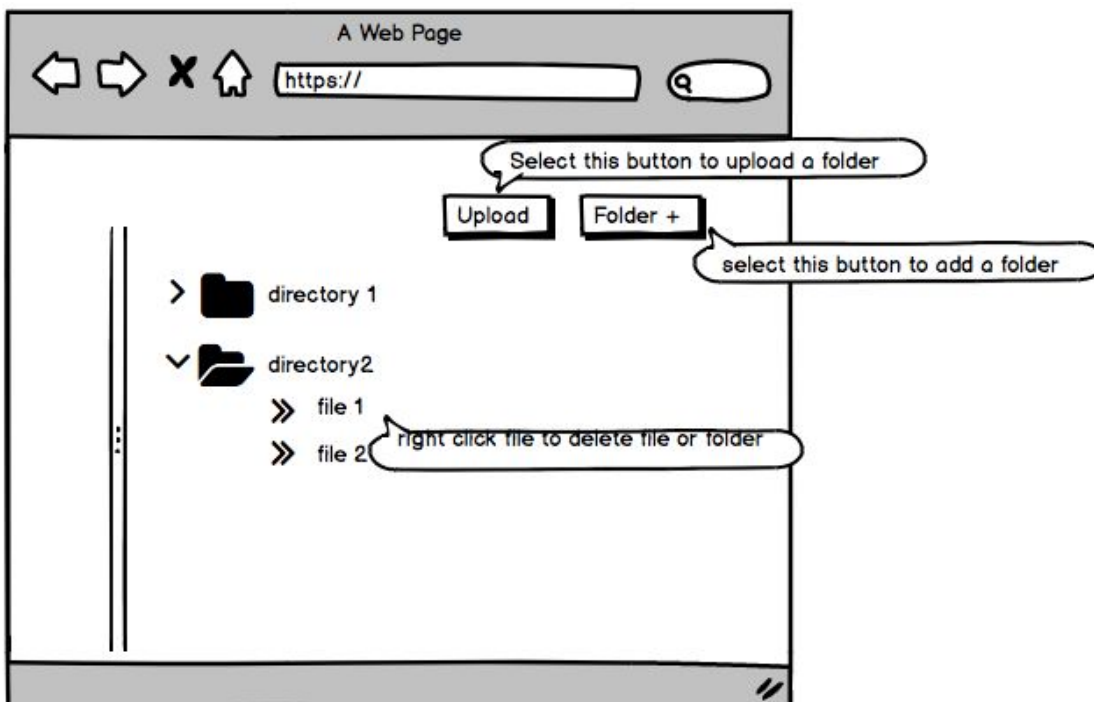 A Web Page
https://
Select this button to upload a folder
Upload
Folder +
select this button to add a folder
directory 1
directory2
file 1
right click file to delete file or folder
file 2